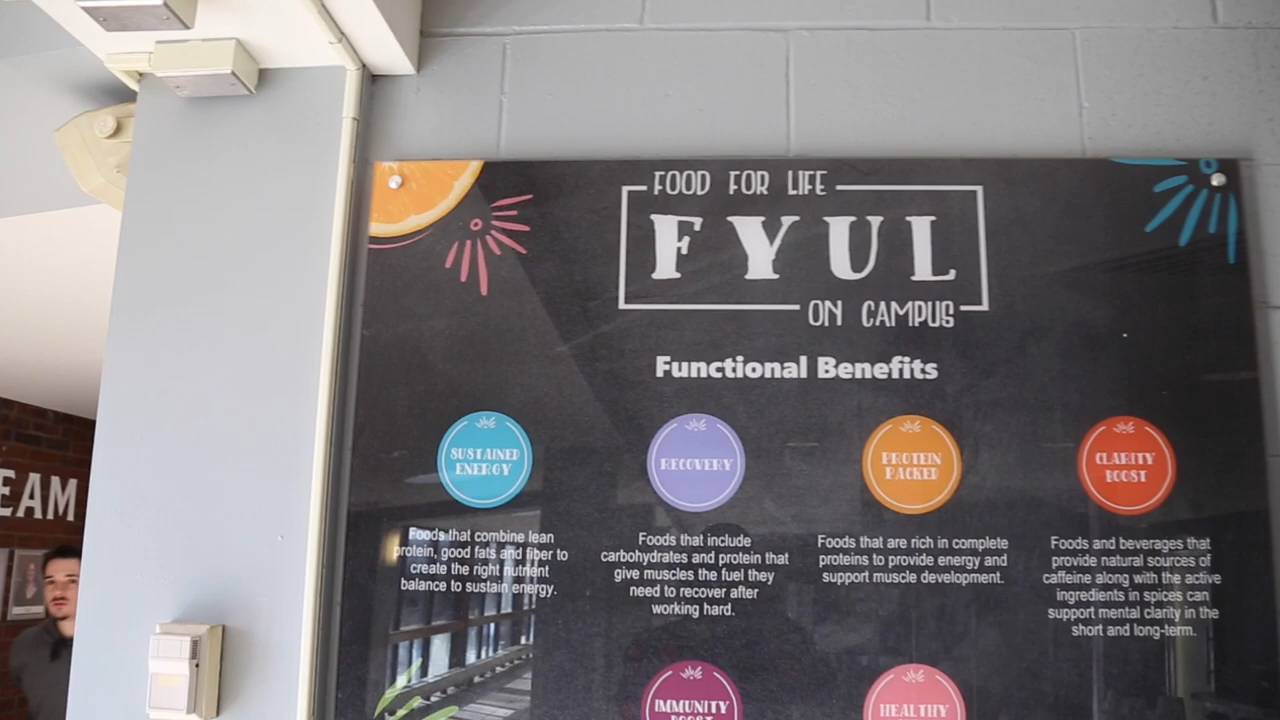 FOOD FOR LIFE
FYUL
ON CAMPUS
Functional Benefits
SUSTAINED
ENERGY
Foods that combine lean
protein, good fats and fiber to
create the right nutrient
balance to sustain energy.
RECOVERY
Foods that include
carbohydrates and protein that
give muscles the fuel they
need to recover after
working hard.
PROTEIN
PACKED
Foods that are rich in complete
proteins to provide energy and
support muscle development.
CLARITY
BOOST
Foods and beverages that
provide natural sources of
caffeine along with the active
ingredients in spices can
support mental clarity in the
short and long-term.
IMMUNITY
BOOST
HEALTHY
EAM